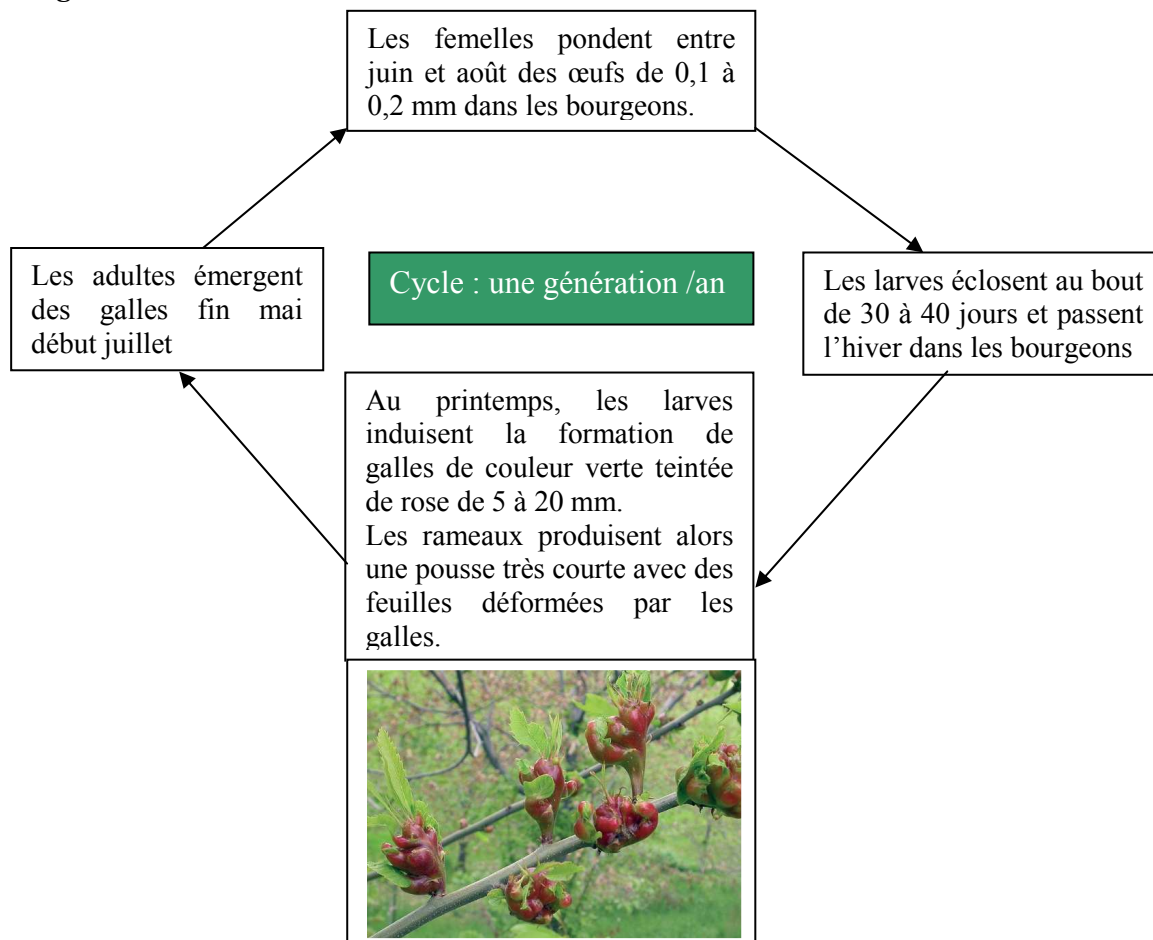 Les femelles pondent entre
juin et août des œufs de 0,1 à
0,2 mm dans les bourgeons.
Les adultes émergent
des galles fin mai
début juillet
Cycle : une génération /an
Les larves éclosent au bout
de 30 à 40 jours et passent
l’hiver dans les bourgeons
Au printemps, les larves
induisent la formation de
galles de couleur verte teintée
de rose de 5 à 20 mm.
Les rameaux produisent alors
une pousse très courte avec des
feuilles déformées par les
galles.